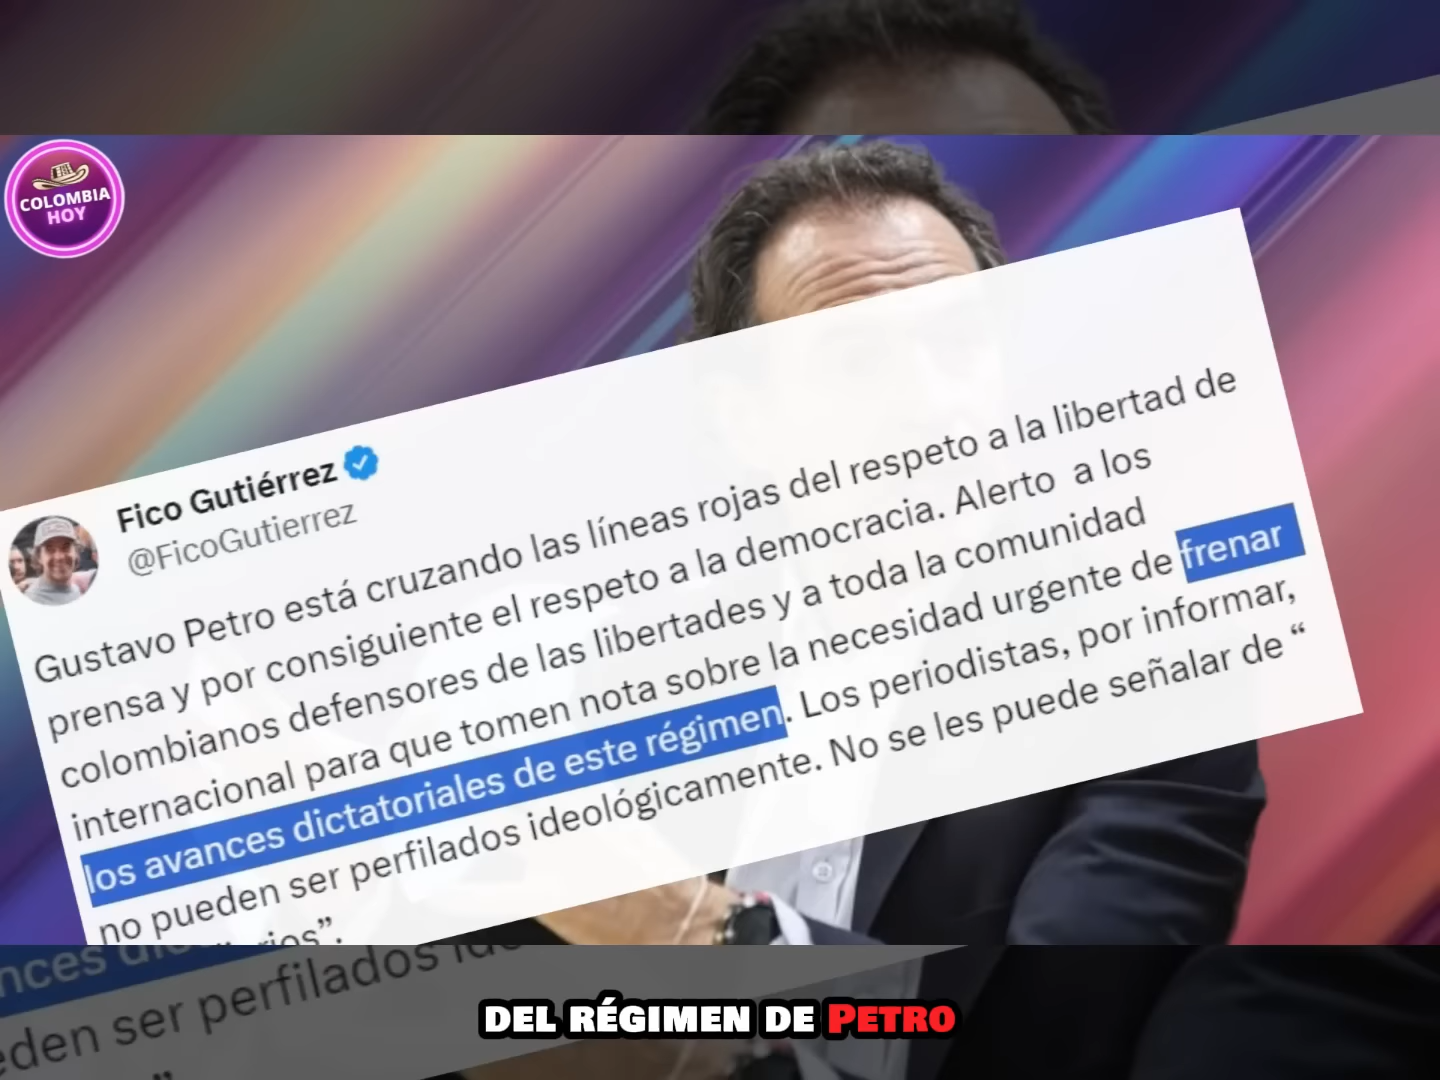 COLOMBIA
HOY
Fico Gutiérrez
@FicoGutierrez
Gustavo Petro está cruzando las líneas rojas del respeto a la libertad de
prensa y por consiguiente el respeto a la democracia. Alerto a los
colombianos defensores de las libertades y a toda la comunidad
internacional para que tomen nota sobre la necesidad urgente de frenar
los avances dictatoriales de este régimen. Los periodistas, por informar,
no pueden ser perfilados ideológicamente. No se les puede señalar de “
eden ser perfilados
DEL RÉGIMEN DE PETRO